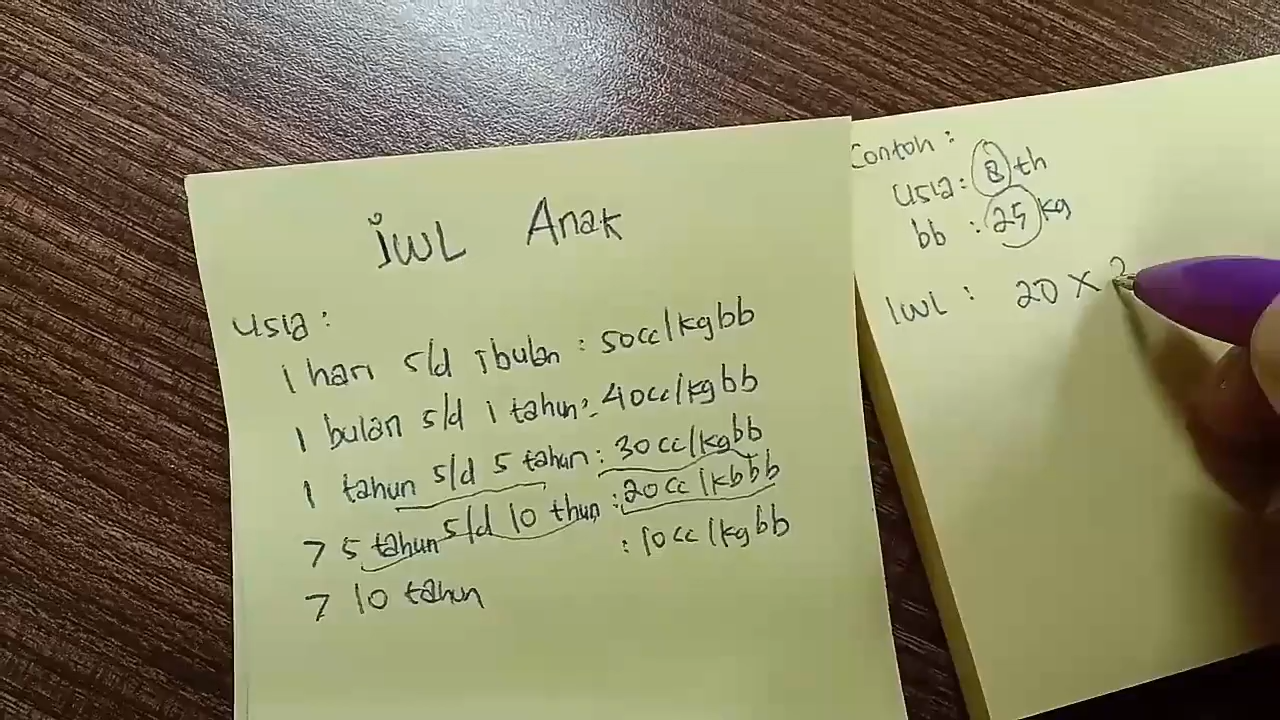 IWL Anak
Usia:
1 hari s/d 1 bulan : 50cc/kgbb
1 bulan s/d 1 tahun : 40cc/kgbb
1 tahun s/d 5 tahun : 30cc/kgbb
> 5 tahun s/d 10 thun : 20cc/kbbb
> 10 tahun : 10cc/kgbb
Contoh :
Usia : 8 th
bb : 25 kg
IWL : 20 x 2